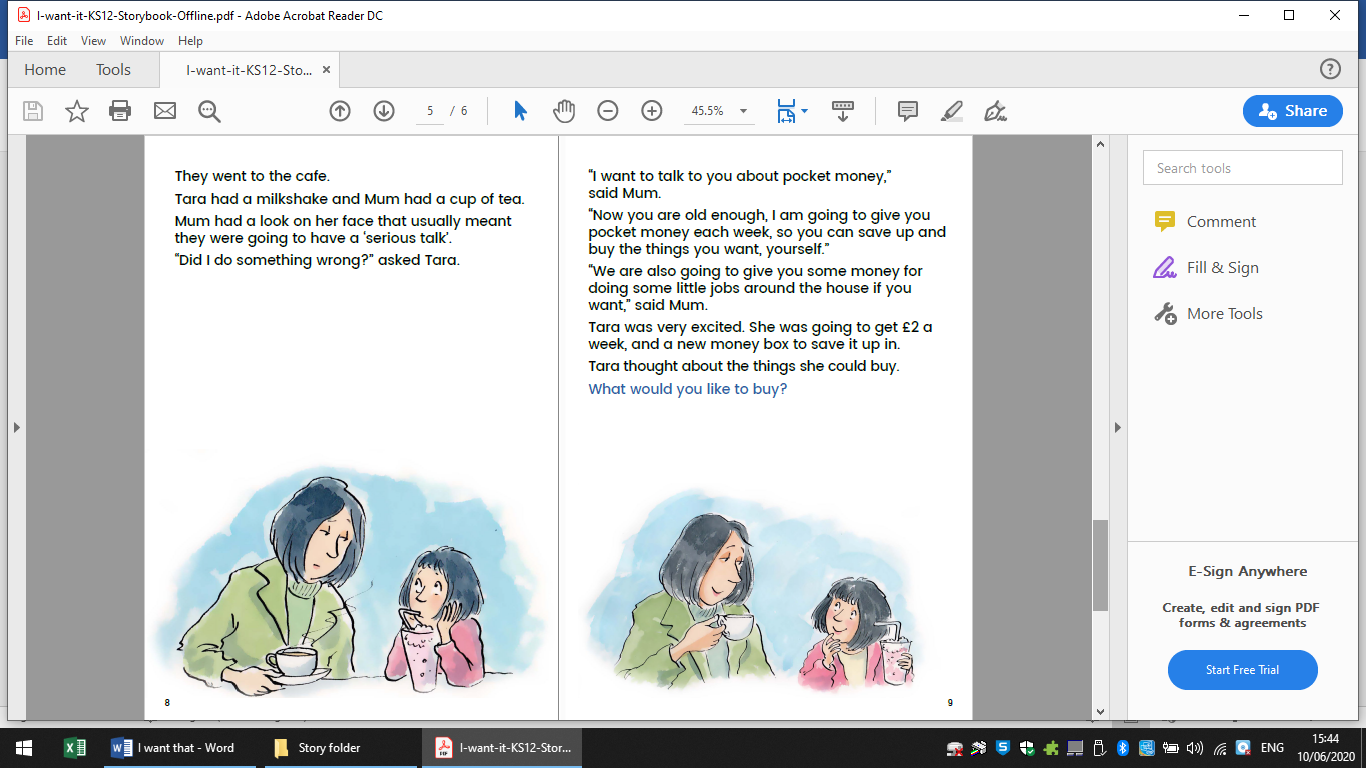 I-want-it-KS12-Storybook-Offline.pdf - Adobe Acrobat Reader DC
File Edit View Window Help
Home Tools I-want-it-KS12-Sto... ×
5 / 6 45.5% Share
They went to the cafe.
Tara had a milkshake and Mum had a cup of tea.
Mum had a look on her face that usually meant
they were going to have a ‘serious talk’.
“Did I do something wrong?” asked Tara.
8
“I want to talk to you about pocket money,”
said Mum.
“Now you are old enough, I am going to give you
pocket money each week, so you can save up and
buy the things you want, yourself.”
“We are also going to give you some money for
doing some little jobs around the house if you
want,” said Mum.
Tara was very excited. She was going to get £2 a
week, and a new money box to save it up in.
Tara thought about the things she could buy.
What would you like to buy?
9
Search tools
Comment
Fill & Sign
More Tools
E-Sign Anywhere
Create, edit and sign PDF
forms & agreements
Start Free Trial
I want that - Word Story folder I-want-it-KS12-Stor... ENG
15:44
10/06/2020